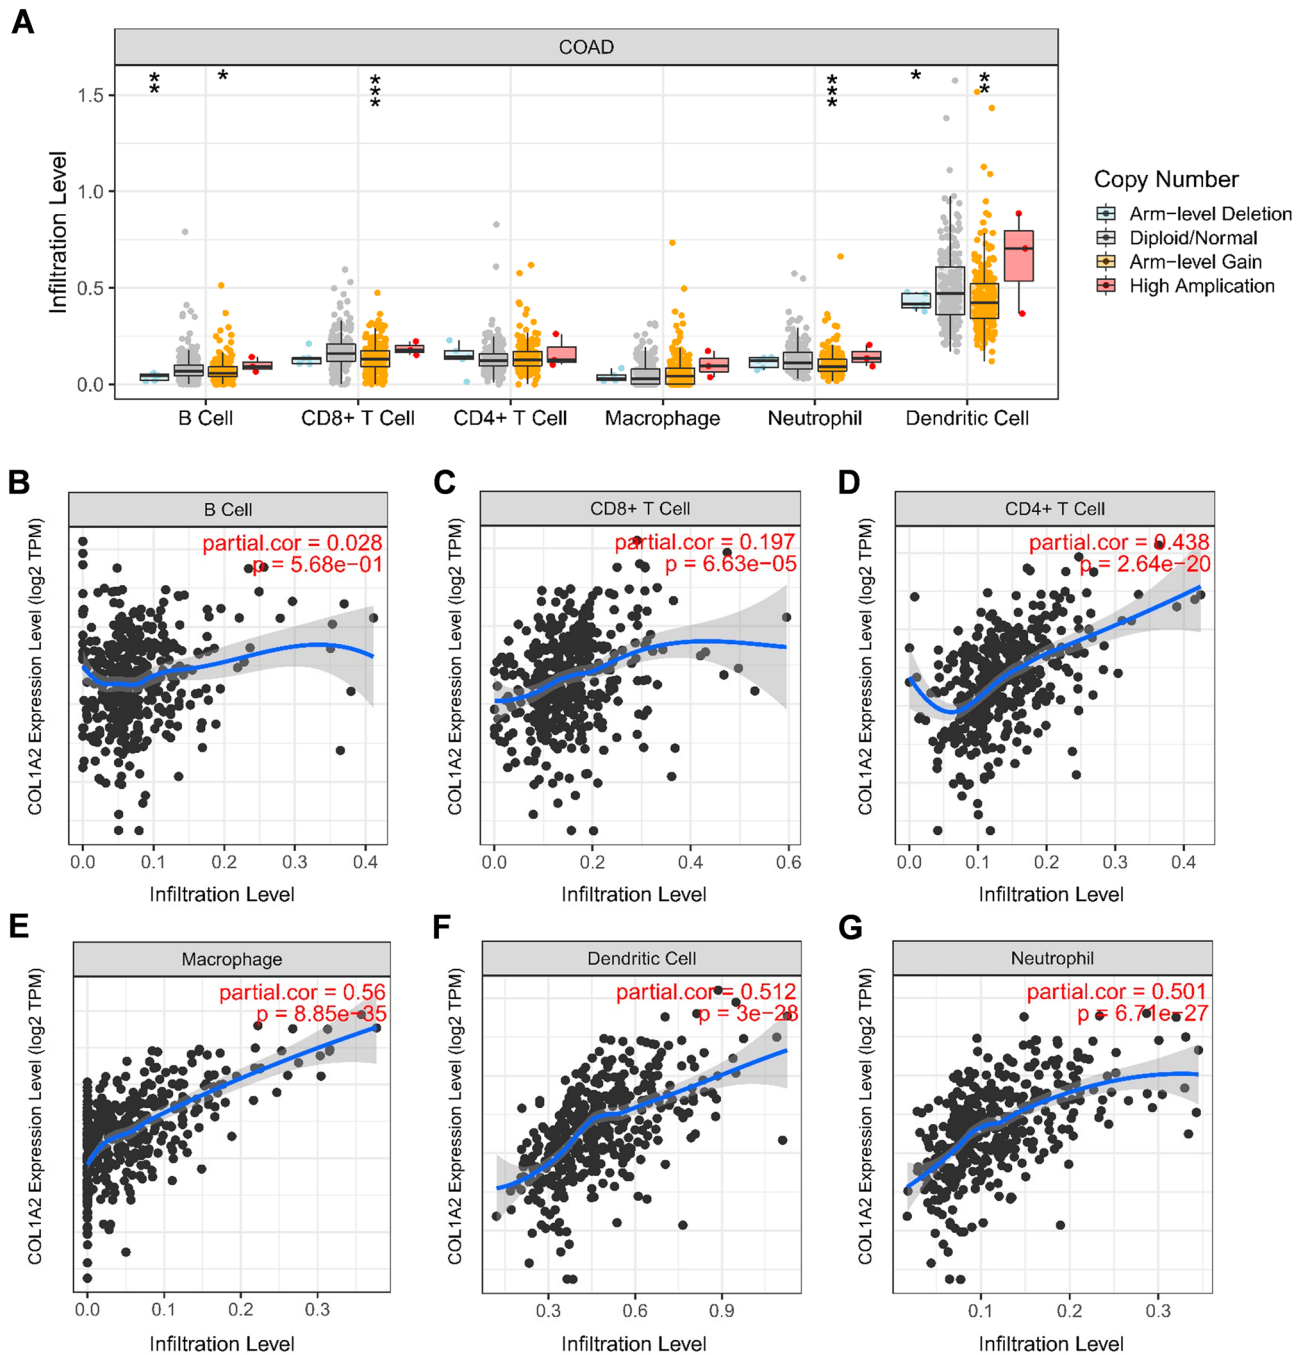 A
COAD
** * *** *** * **
Infiltration Level
1.5
1.0
0.5
0.0
B Cell CD8+ T Cell CD4+ T Cell Macrophage Neutrophil Dendritic Cell
Copy Number
Arm-level Deletion
Diploid/Normal
Arm-level Gain
High Amplication
B
B Cell
partial.cor = 0.028
p = 5.68e-01
COL1A2 Expression Level (log2 TPM)
0.0 0.1 0.2 0.3 0.4
Infiltration Level
C
CD8+ T Cell
partial.cor = 0.197
p = 6.63e-05
COL1A2 Expression Level (log2 TPM)
0.0 0.2 0.4 0.6
Infiltration Level
D
CD4+ T Cell
partial.cor = 0.438
p = 2.64e-20
COL1A2 Expression Level (log2 TPM)
0.0 0.1 0.2 0.3 0.4
Infiltration Level
E
Macrophage
partial.cor = 0.56
p = 8.85e-35
COL1A2 Expression Level (log2 TPM)
0.0 0.1 0.2 0.3
Infiltration Level
F
Dendritic Cell
partial.cor = 0.512
p = 3e-28
COL1A2 Expression Level (log2 TPM)
0.3 0.6 0.9
Infiltration Level
G
Neutrophil
partial.cor = 0.501
p = 6.71e-27
COL1A2 Expression Level (log2 TPM)
0.1 0.2 0.3
Infiltration Level